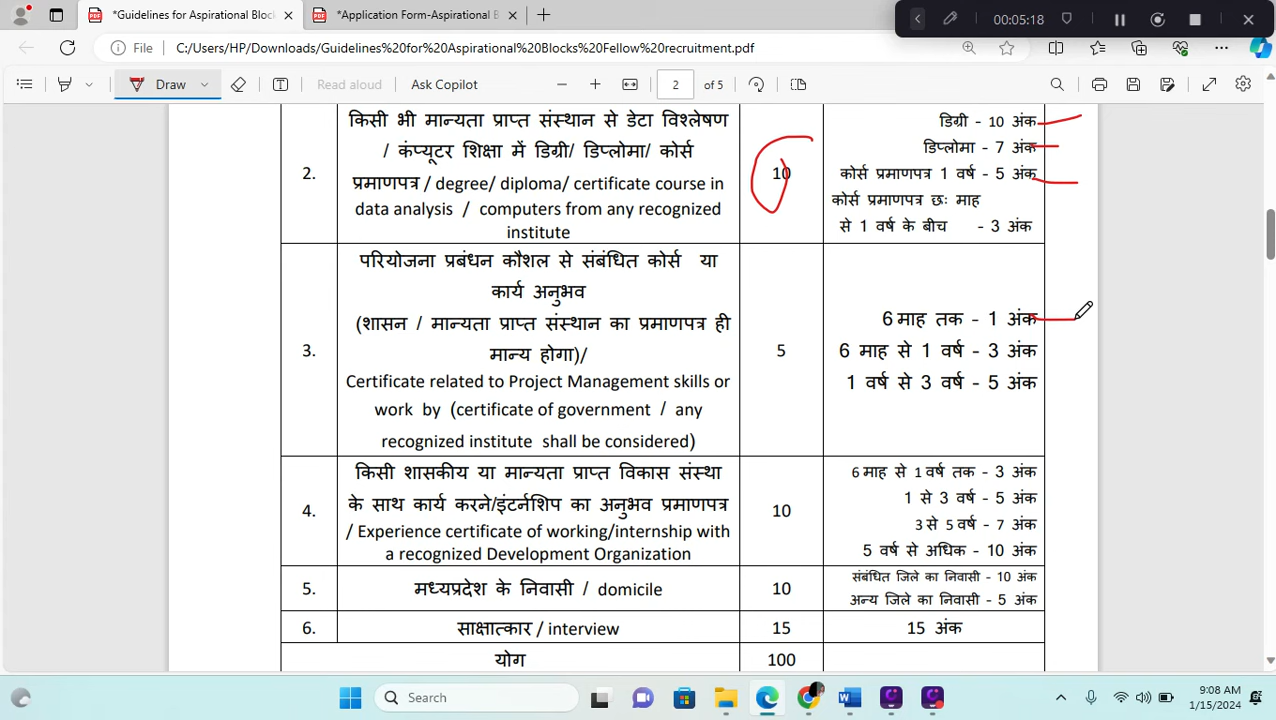 *Guidelines for Aspirational Bloc
*Application Form-Aspirational B
00:05:18
File
C:/Users/HP/Downloads/Guidelines%20for%20Aspirational%20Blocks%20Fellow%20recruitment.pdf
Draw
Read aloud
Ask Copilot
2
of 5
2.
किसी भी मान्यता प्राप्त संस्थान से डेटा विश्लेषण
/ कंप्यूटर शिक्षा में डिग्री/ डिप्लोमा/ कोर्स
प्रमाणपत्र / degree/ diploma/ certificate course in
data analysis / computers from any recognized
institute
10
डिग्री - 10 अंक
डिप्लोमा - 7 अंक
कोर्स प्रमाणपत्र 1 वर्ष - 5 अंक
कोर्स प्रमाणपत्र छः माह
से 1 वर्ष के बीच - 3 अंक
3.
परियोजना प्रबंधन कौशल से संबंधित कोर्स या
कार्य अनुभव
(शासन / मान्यता प्राप्त संस्थान का प्रमाणपत्र ही
मान्य होगा)/
Certificate related to Project Management skills or
work by (certificate of government / any
recognized institute shall be considered)
5
6 माह तक - 1 अंक
6 माह से 1 वर्ष - 3 अंक
1 वर्ष से 3 वर्ष - 5 अंक
4.
किसी शासकीय या मान्यता प्राप्त विकास संस्था
के साथ कार्य करने/इंटर्नशिप का अनुभव प्रमाणपत्र
/ Experience certificate of working/internship with
a recognized Development Organization
10
6 माह से 1 वर्ष तक - 3 अंक
1 से 3 वर्ष - 5 अंक
3 से 5 वर्ष - 7 अंक
5 वर्ष से अधिक - 10 अंक
5.
मध्यप्रदेश के निवासी / domicile
10
संबंधित जिले का निवासी - 10 अंक
अन्य जिले का निवासी - 5 अंक
6.
साक्षात्कार / interview
15
15 अंक
योग
100
Search
9:08 AM
1/15/2024